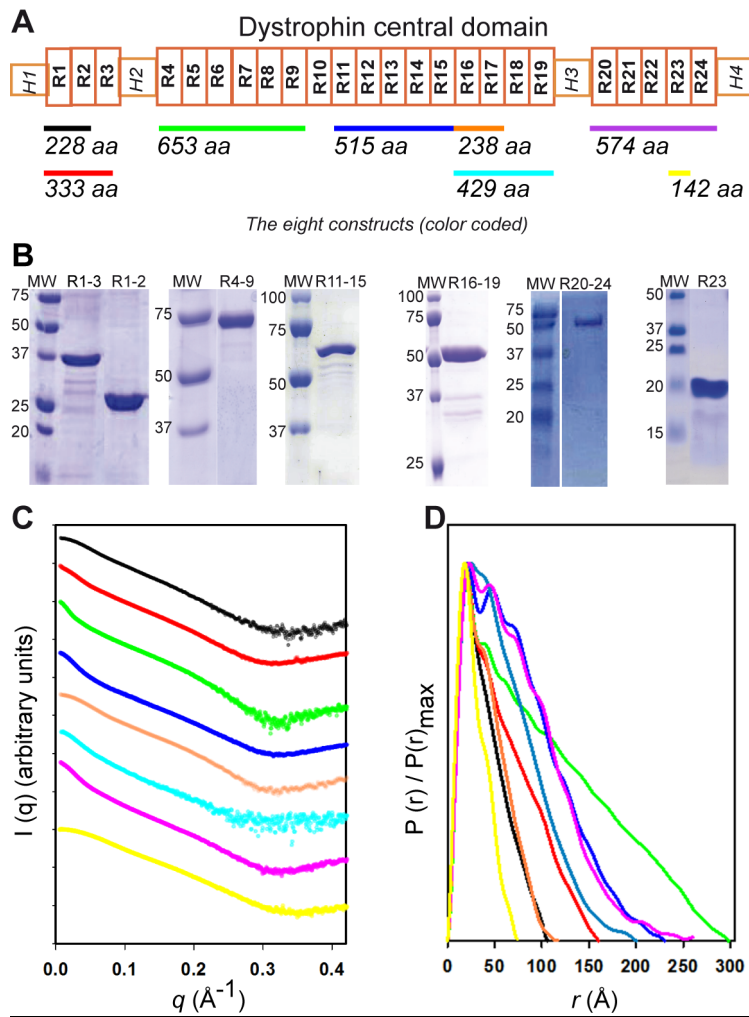 A
Dystrophin central domain
H1 R1 R2 R3 H2 R4 R5 R6 R7 R8 R9 R10 R11 R12 R13 R14 R15 R16 R17 R18 R19 H3 R20 R21 R22 R23 R24 H4
228 aa 653 aa 515 aa 238 aa 574 aa
333 aa 429 aa 142 aa
The eight constructs (color coded)
B
MW R1-3 R1-2
75
50
37
25
20
MW R4-9
75
50
37
MW R11-15
100
75
50
37
MW R16-19
100
75
50
37
25
MW R20-24
75
50
37
25
20
MW R23
50
37
25
20
15
C
I (q) (arbitrary units)
0.0 0.1 0.2 0.3 0.4
q (Å-1)
D
P (r) / P(r)max
0 50 100 150 200 250 300
r (Å)